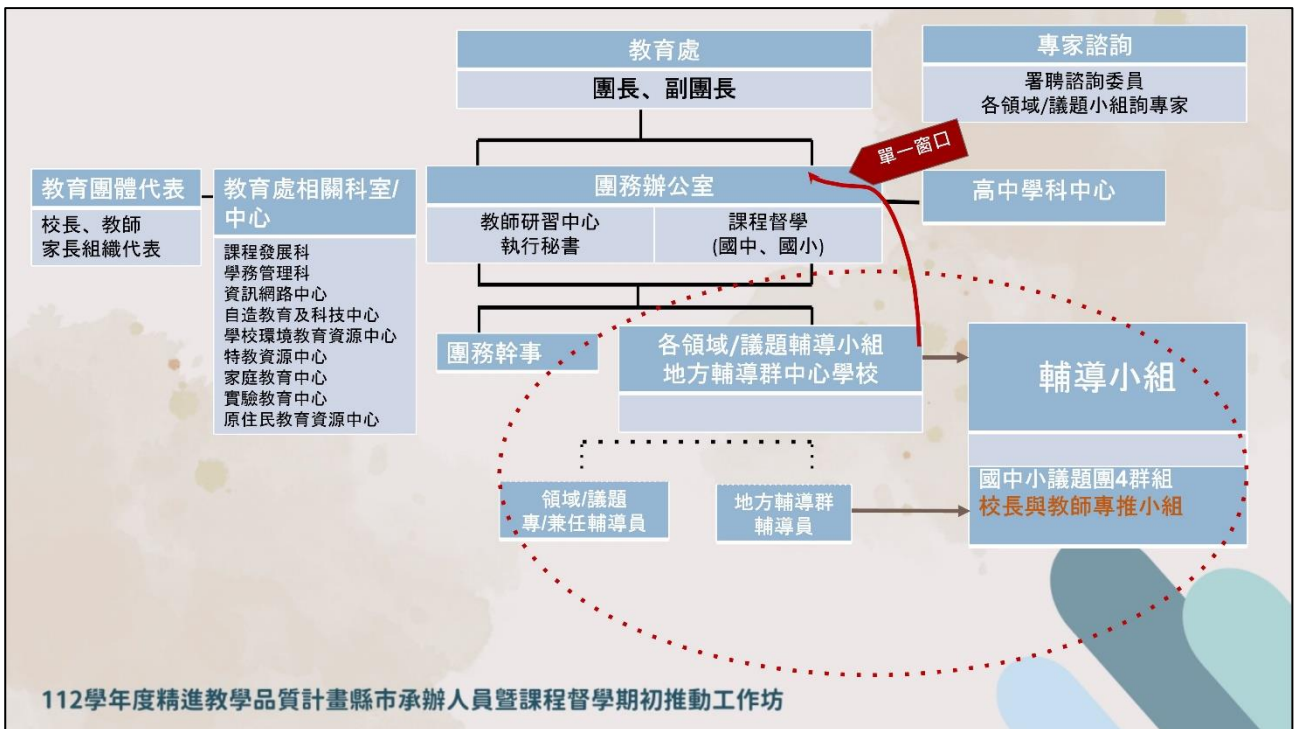 教育處
團長、副團長
專家諮詢
署聘諮詢委員
各領域/議題小組詢專家
單一窗口
教育團體代表
校長、教師
家長組織代表
教育處相關科室/
中心
課程發展科
學務管理科
資訊網路中心
自造教育及科技中心
學校環境教育資源中心
特教資源中心
家庭教育中心
實驗教育中心
原住民教育資源中心
團務辦公室
教師研習中心
執行秘書
課程督學
(國中、國小)
高中學科中心
團務幹事
各領域/議題輔導小組
地方輔導群中心學校
輔導小組
國中小議題團4群組
校長與教師專推小組
領域/議題
專/兼任輔導員
地方輔導群
輔導員
112學年度精進教學品質計畫縣市承辦人員暨課程督學期初推動工作坊